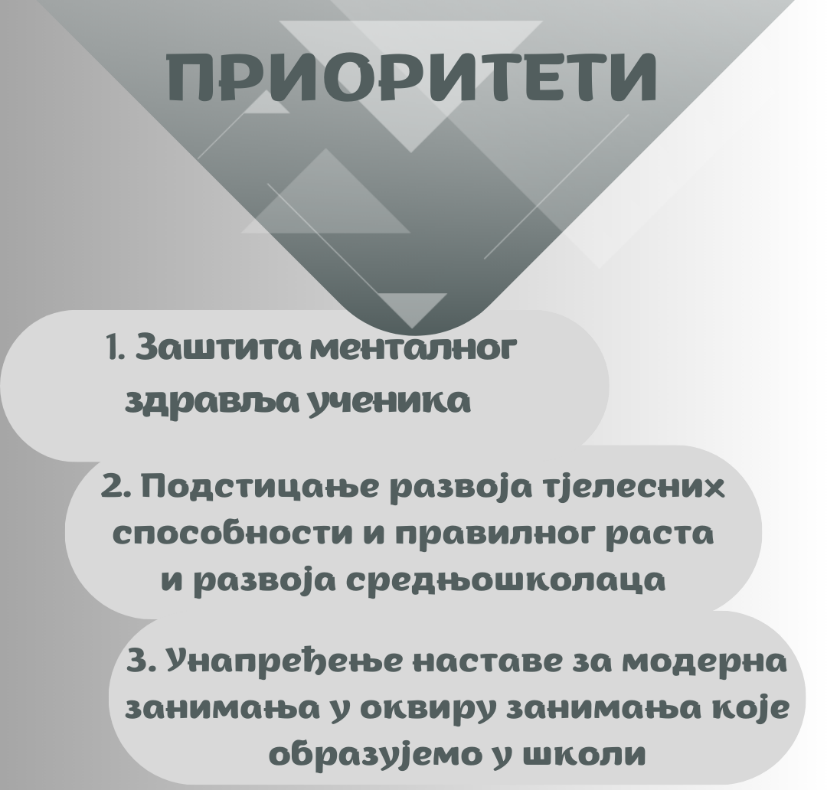 ПРИОРИТЕТИ
1. Заштита менталног
здравља ученика
2. Подстицање развоја тјелесних
способности и правилног раста
и развоја средњошколаца
3. Унапређење наставе за модерна
занимања у оквиру занимања које
образујемо у школи